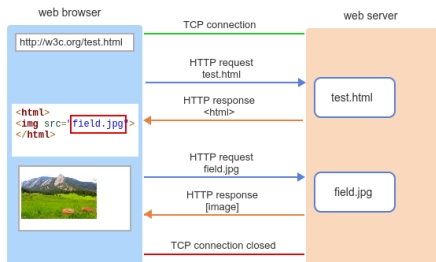 web browser
web server
TCP connection
http://w3c.org/test.html
HTTP request
test.html
test.html
HTTP response
<html>
<html>
<img src="field.jpg">
</html>
HTTP request
field.jpg
field.jpg
HTTP response
[image]
TCP connection closed